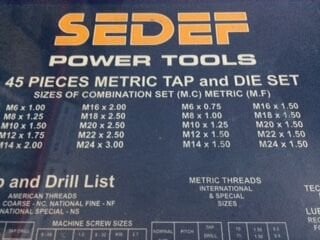 SEDEF
POWER TOOLS
45 PIECES METRIC TAP and DIE SET
SIZES OF COMBINATION SET (M.C) METRIC (M.F)
M6 x 1.00 M16 x 2.00 M6 x 0.75 M16 x 1.50
M8 x 1.25 M18 x 2.50 M8 x 1.00 M18 x 1.50
M10 x 1.50 M20 x 2.50 M10 x 1.25 M20 x 1.50
M12 x 1.75 M22 x 2.50 M12 x 1.50 M22 x 1.50
M14 x 2.00 M24 x 3.00 M14 x 1.50 M24 x 1.50
and Drill List
AMERICAN THREADS
COARSE -NC. NATIONAL FINE - NF
NATIONAL SPECIAL - NS
METRIC THREADS
INTERNATIONAL
& SPECIAL
SIZES
MACHINE SCREW SIZES
NOMINAL PITCH